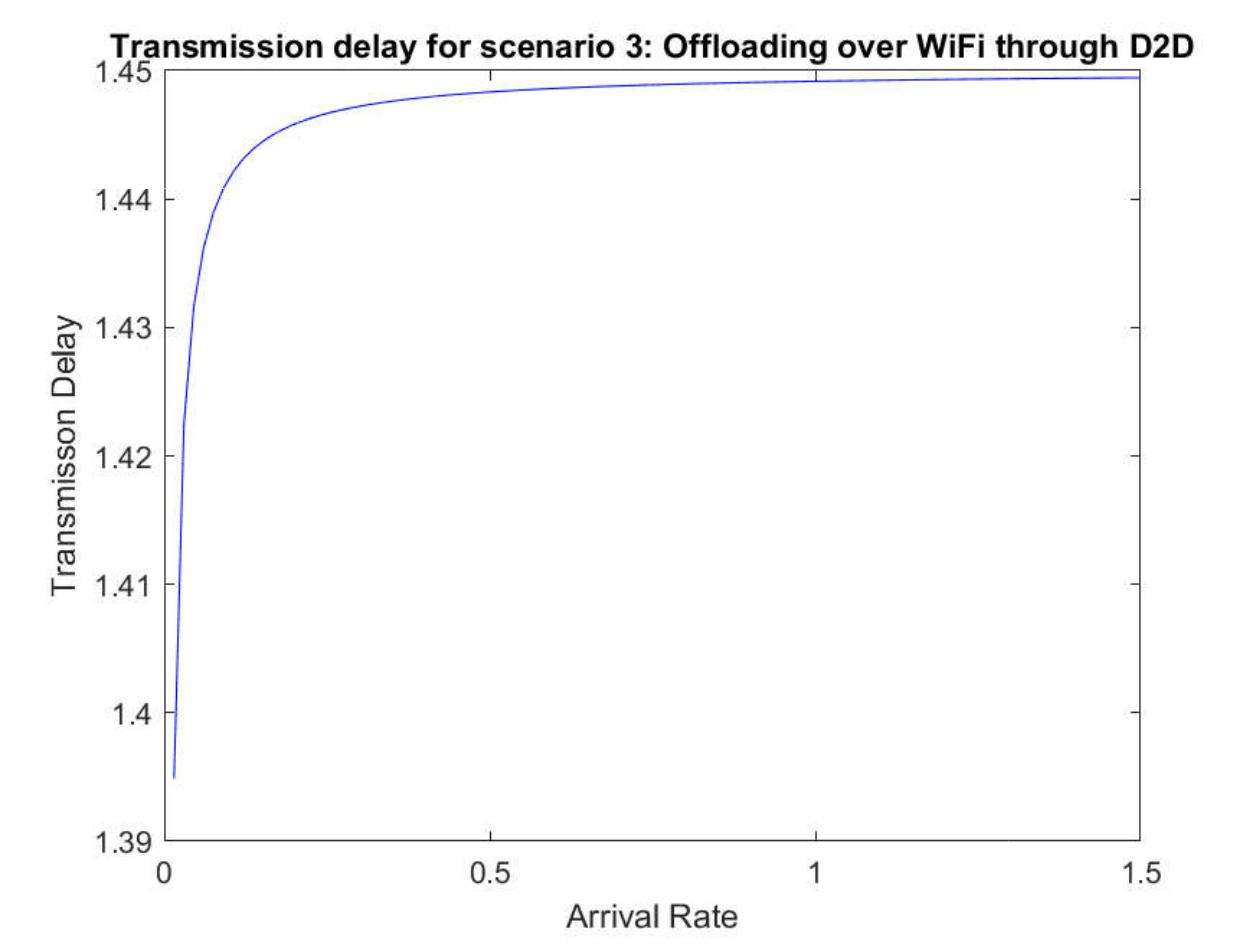 Transmission delay for scenario 3: Offloading over WiFi through D2D
1.45
1.44
1.43
1.42
1.41
1.4
1.39
Transmisson Delay
0 0.5 1 1.5
Arrival Rate